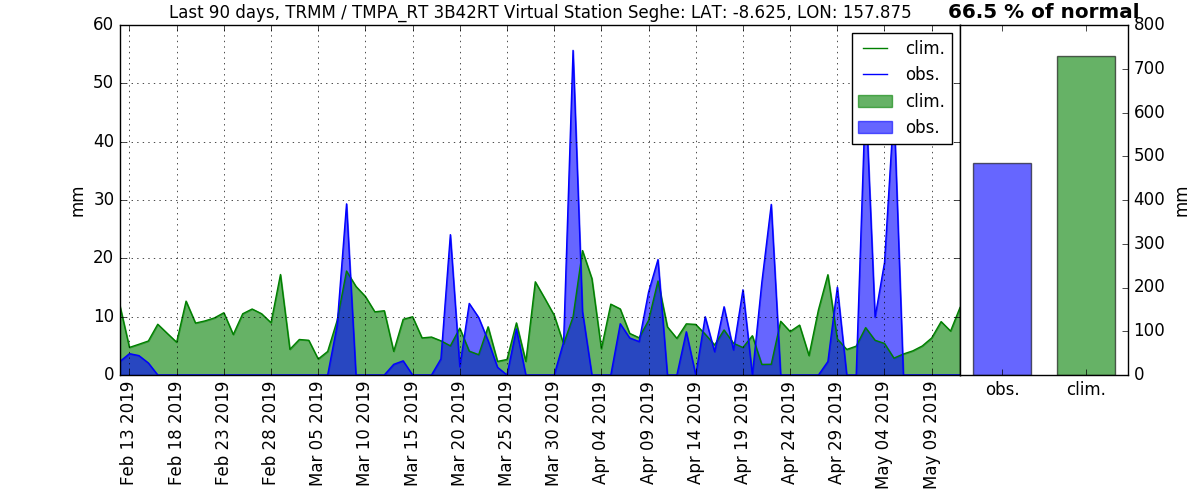 Last 90 days, TRMM / TMPA_RT 3B42RT Virtual Station Seghe: LAT: -8.625, LON: 157.875
66.5 % of normal
60
50
40
30
20
10
0
mm
clim.
obs.
clim.
obs.
Feb 13 2019
Feb 18 2019
Feb 23 2019
Feb 28 2019
Mar 05 2019
Mar 10 2019
Mar 15 2019
Mar 20 2019
Mar 25 2019
Mar 30 2019
Apr 04 2019
Apr 09 2019
Apr 14 2019
Apr 19 2019
Apr 24 2019
Apr 29 2019
May 04 2019
May 09 2019
800
700
600
500
400
300
200
100
0
mm
obs.
clim.